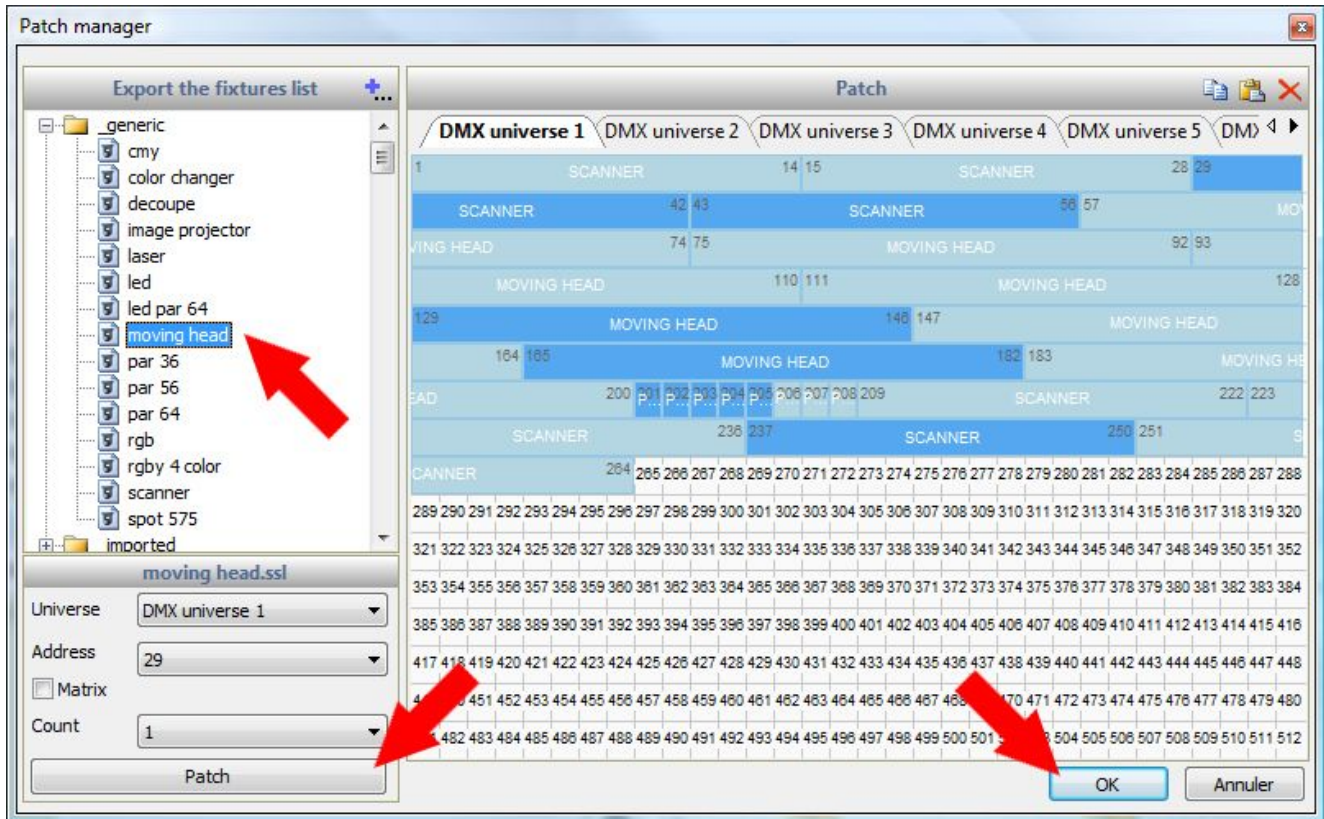 Patch manager
Export the fixtures list
_generic
cmy
color changer
decoupe
image projector
laser
led
led par 64
moving head
par 36
par 56
par 64
rgb
rgby 4 color
scanner
spot 575
_imported
moving head.ssl
Universe DMX universe 1
Address 29
Matrix
Count 1
Patch
Patch
DMX universe 1 DMX universe 2 DMX universe 3 DMX universe 4 DMX universe 5 DMX
1 SCANNER 14 15 SCANNER 28 29
SCANNER 42 43 SCANNER 56 57 MOV
VING HEAD 74 75 MOVING HEAD 92 93
MOVING HEAD 110 111 MOVING HEAD 128
129 MOVING HEAD 146 147 MOVING HEAD
164 165 MOVING HEAD 182 183 MOVING HE
EAD 200 201 202 203 204 205 206 207 208 209 SCANNER 222 223
P... P... P... P... P... P... P... P...
SCANNER 236 237 SCANNER 250 251 S
CANNER 264 265 266 267 268 269 270 271 272 273 274 275 276 277 278 279 280 281 282 283 284 285 286 287 288
289 290 291 292 293 294 295 296 297 298 299 300 301 302 303 304 305 306 307 308 309 310 311 312 313 314 315 316 317 318 319 320
321 322 323 324 325 326 327 328 329 330 331 332 333 334 335 336 337 338 339 340 341 342 343 344 345 346 347 348 349 350 351 352
353 354 355 356 357 358 359 360 361 362 363 364 365 366 367 368 369 370 371 372 373 374 375 376 377 378 379 380 381 382 383 384
385 386 387 388 389 390 391 392 393 394 395 396 397 398 399 400 401 402 403 404 405 406 407 408 409 410 411 412 413 414 415 416
417 418 419 420 421 422 423 424 425 426 427 428 429 430 431 432 433 434 435 436 437 438 439 440 441 442 443 444 445 446 447 448
451 452 453 454 455 456 457 458 459 460 461 462 463 464 465 466 467 468 470 471 472 473 474 475 476 477 478 479 480
482 483 484 485 486 487 488 489 490 491 492 493 494 495 496 497 498 499 500 501 504 505 506 507 508 509 510 511 512
OK Annuler